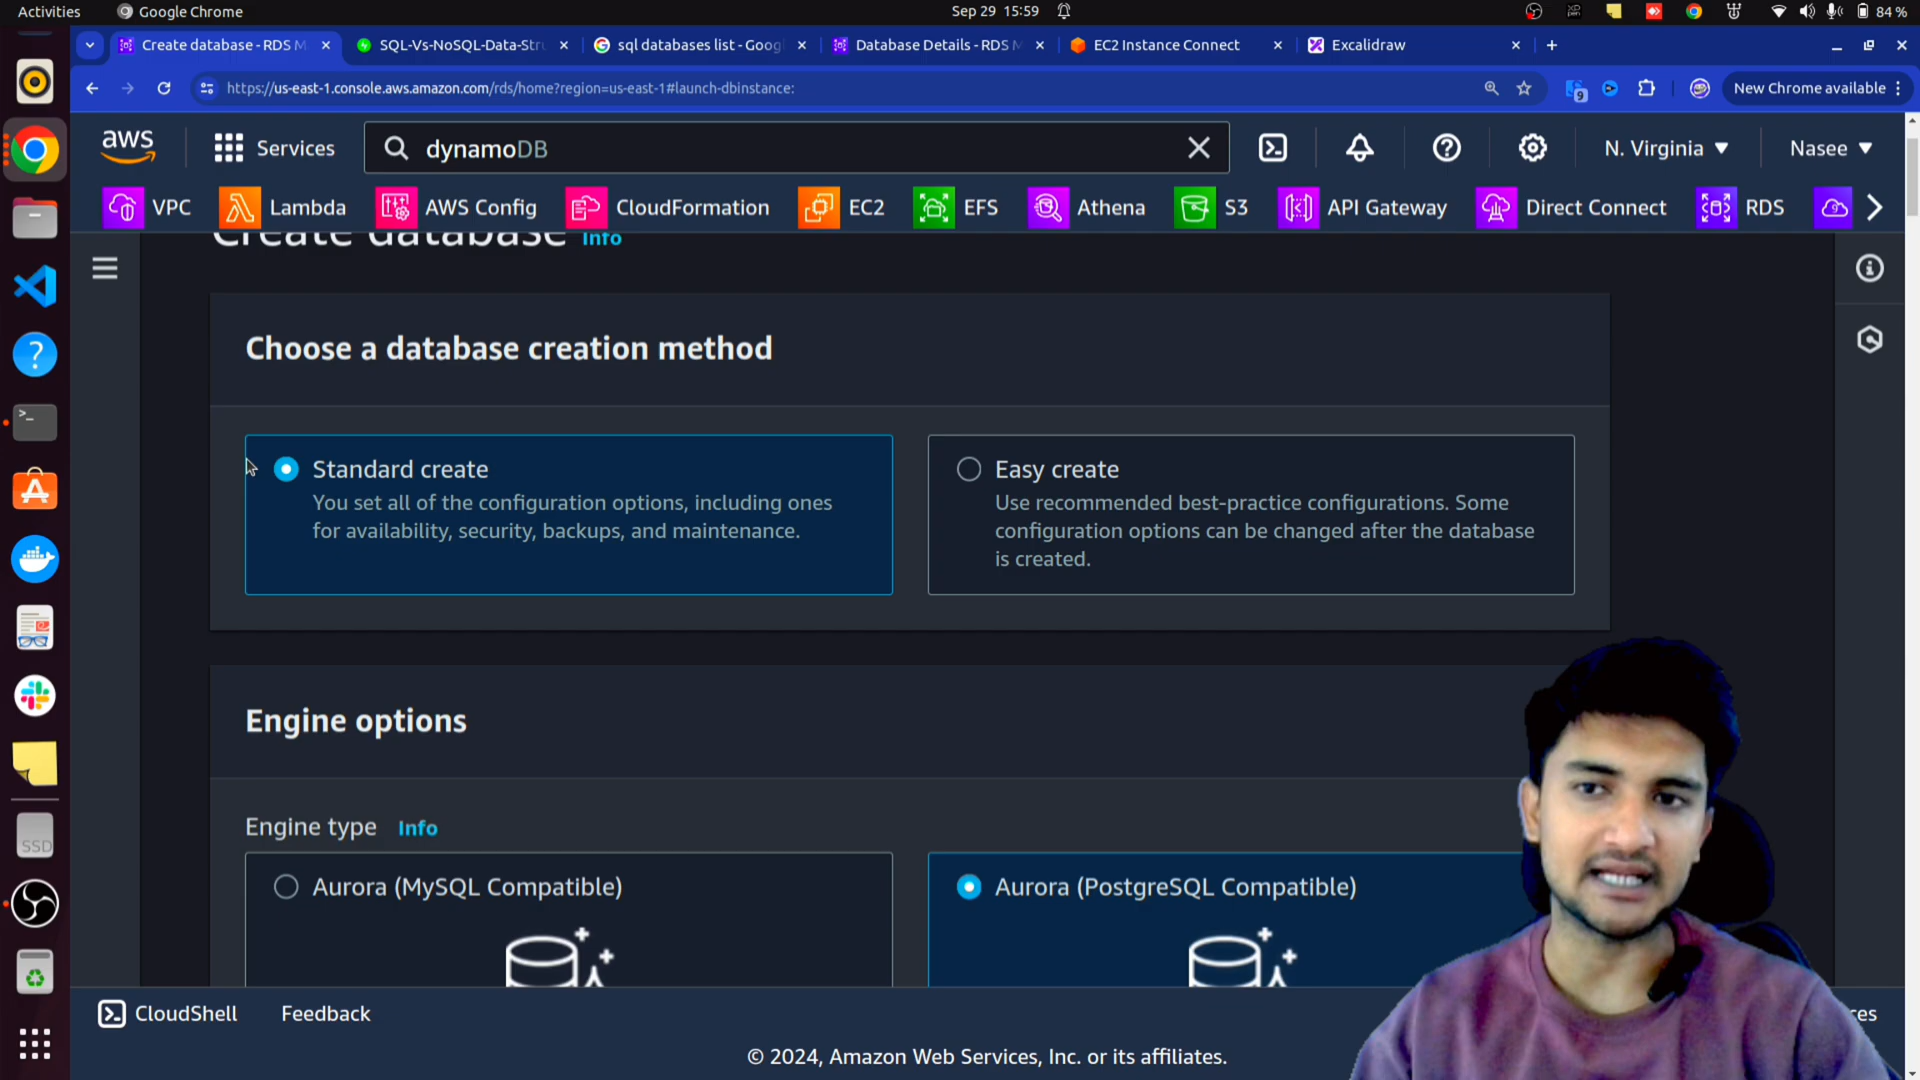 Activities
Google Chrome
Sep 29 15:59
84 %
Create database - RDS M
SQL-Vs-NoSQL-Data-Stru
sql databases list - Goog
Database Details - RDS M
EC2 Instance Connect
Excalidraw
https://us-east-1.console.aws.amazon.com/rds/home?region=us-east-1#launch-dbinstance:
9
New Chrome available
aws
Services
dynamoDB
N. Virginia
Nasee
VPC
Lambda
AWS Config
CloudFormation
EC2
EFS
Athena
S3
API Gateway
Direct Connect
RDS
Create database Info
Choose a database creation method
Standard create
You set all of the configuration options, including ones
for availability, security, backups, and maintenance.
Easy create
Use recommended best-practice configurations. Some
configuration options can be changed after the database
is created.
Engine options
Engine type Info
Aurora (MySQL Compatible)
Aurora (PostgreSQL Compatible)
SSD
CloudShell
Feedback
ces
© 2024, Amazon Web Services, Inc. or its affiliates.